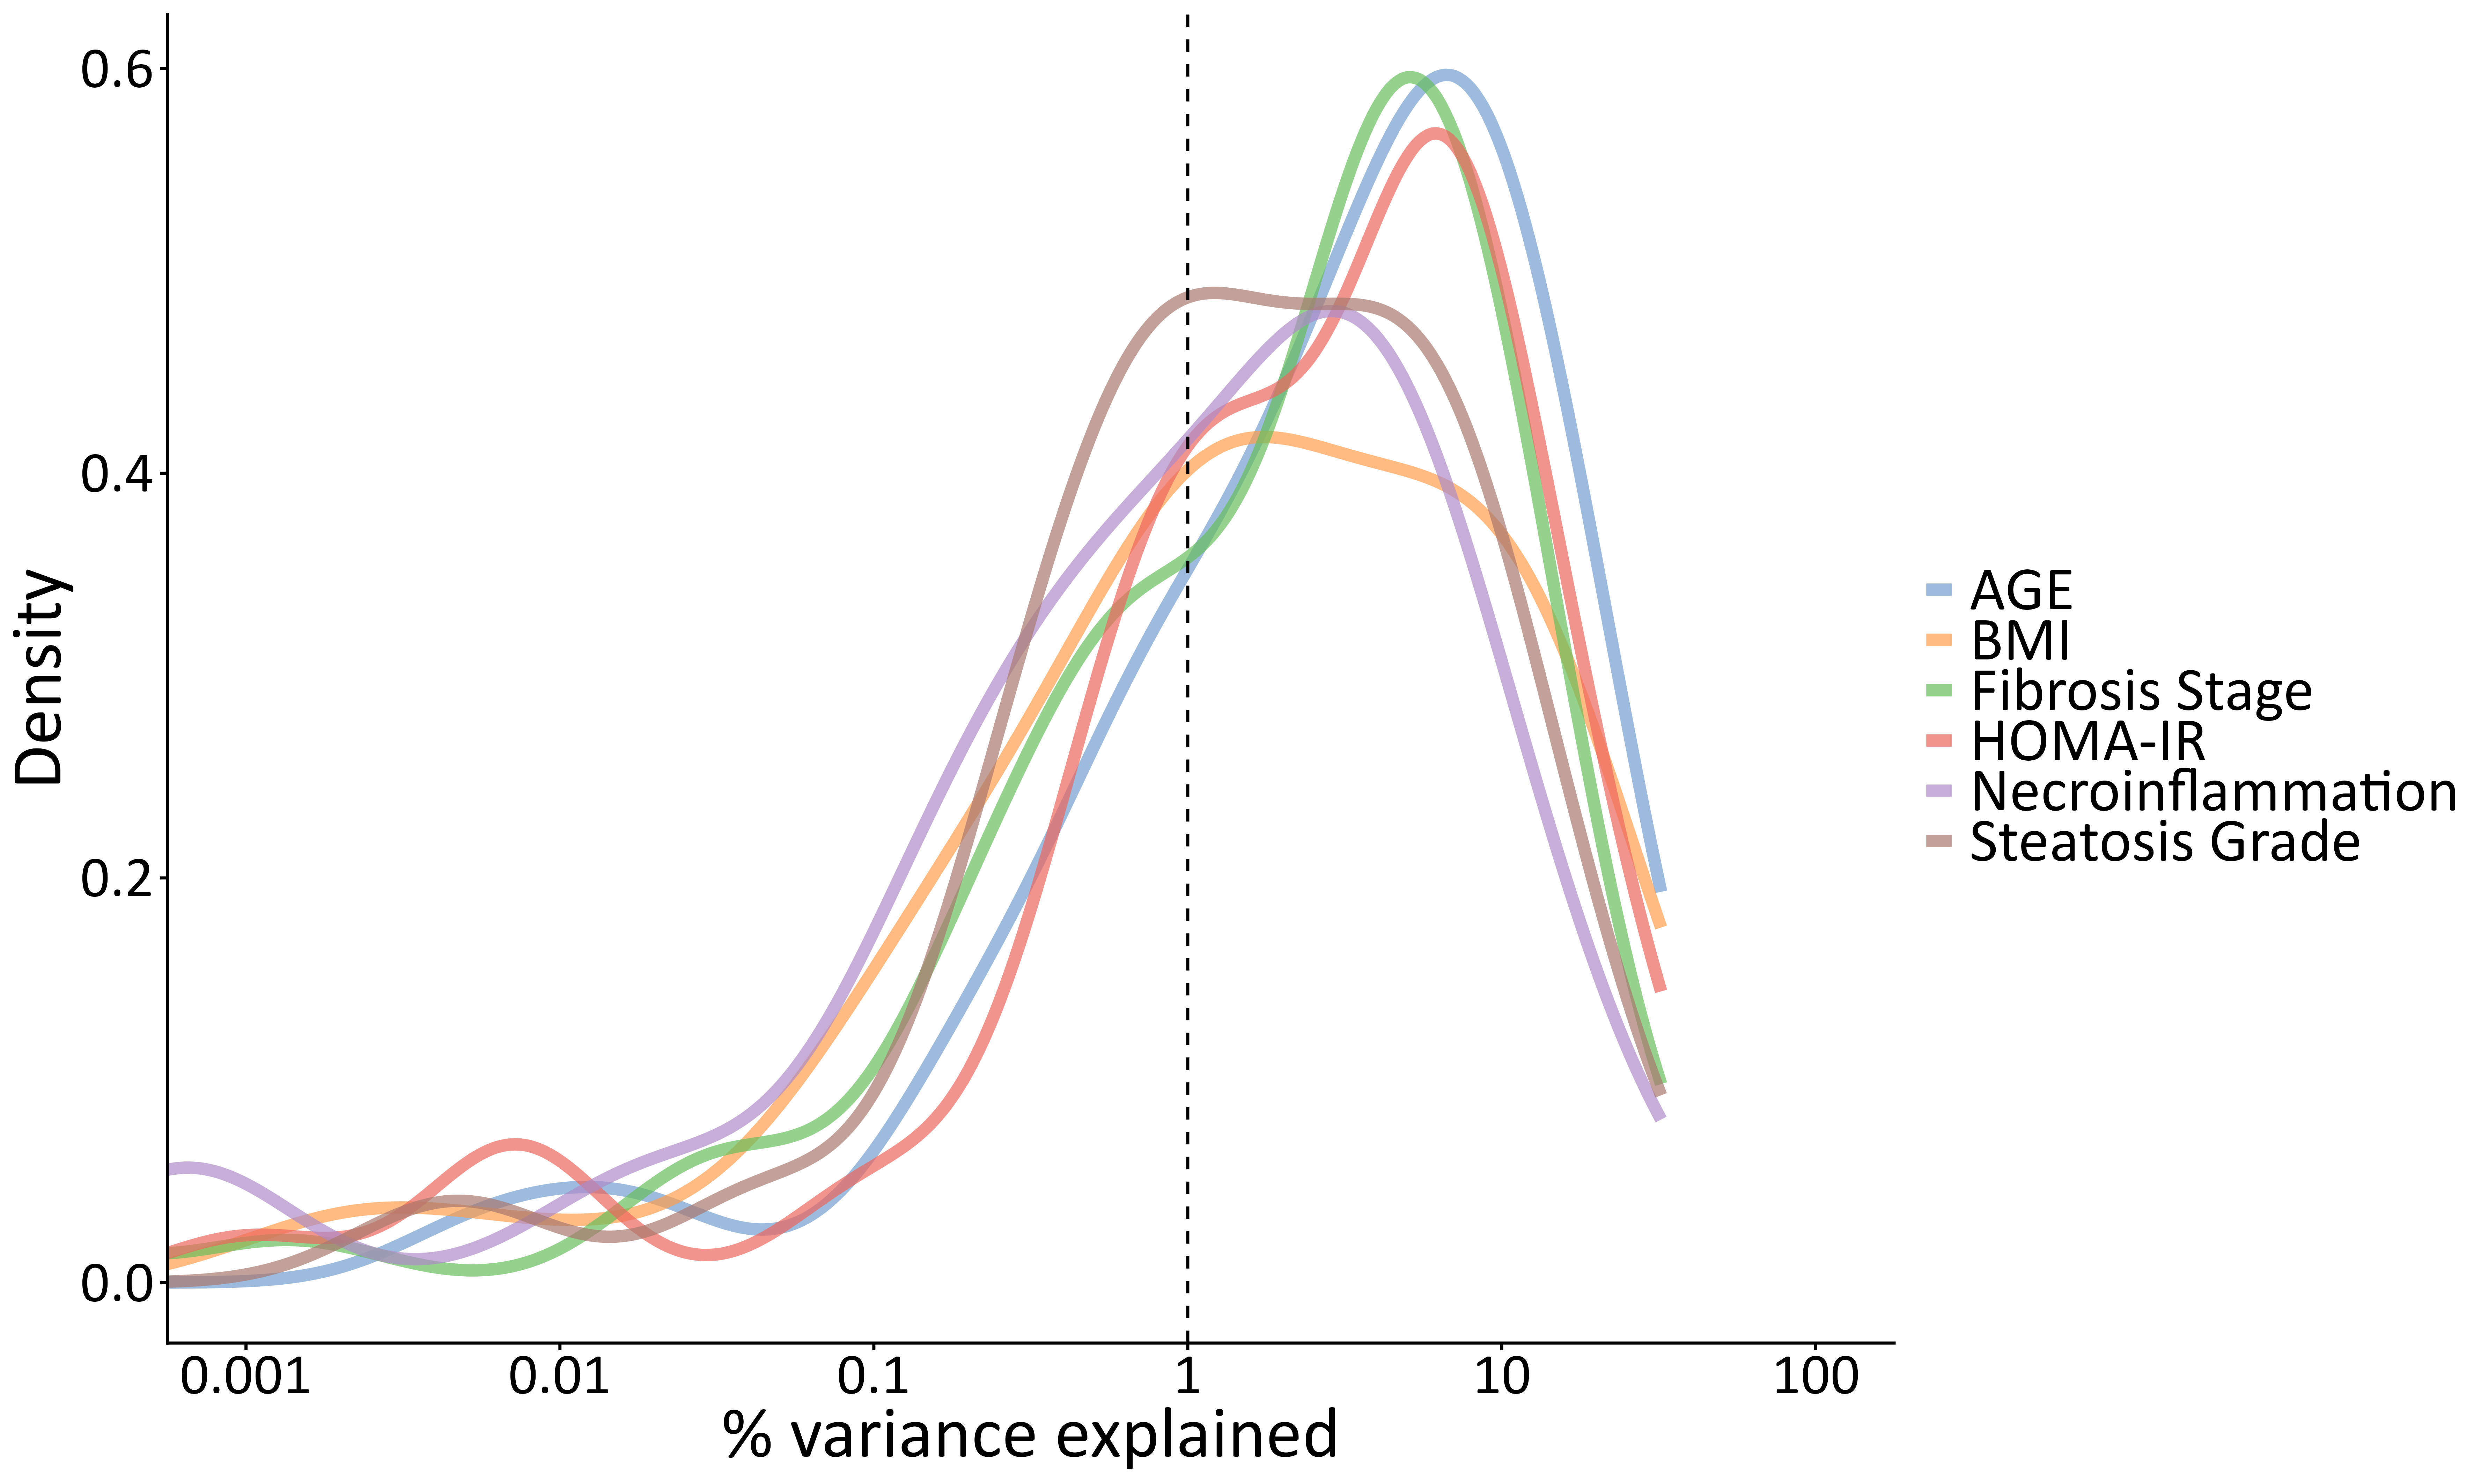 0.6
0.4
0.2
0.0
Density
0.001 0.01 0.1 1 10 100
% variance explained
AGE
BMI
Fibrosis Stage
HOMA-IR
Necroinflammation
Steatosis Grade